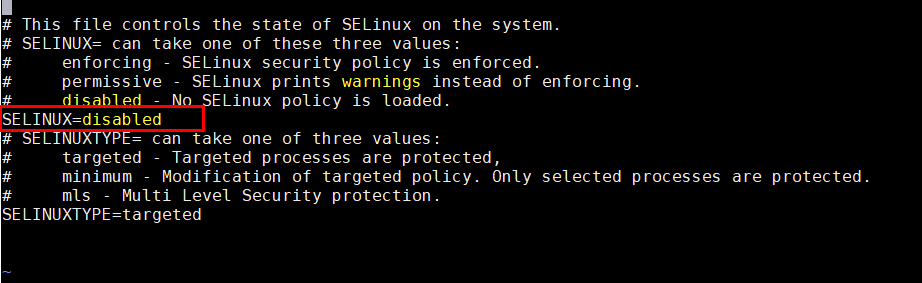 # This file controls the state of SELinux on the system.
# SELINUX= can take one of these three values:
#     enforcing - SELinux security policy is enforced.
#     permissive - SELinux prints warnings instead of enforcing.
#     disabled - No SELinux policy is loaded.
SELINUX=disabled
# SELINUXTYPE= can take one of three values:
#     targeted - Targeted processes are protected,
#     minimum - Modification of targeted policy. Only selected processes are protected.
#     mls - Multi Level Security protection.
SELINUXTYPE=targeted
~